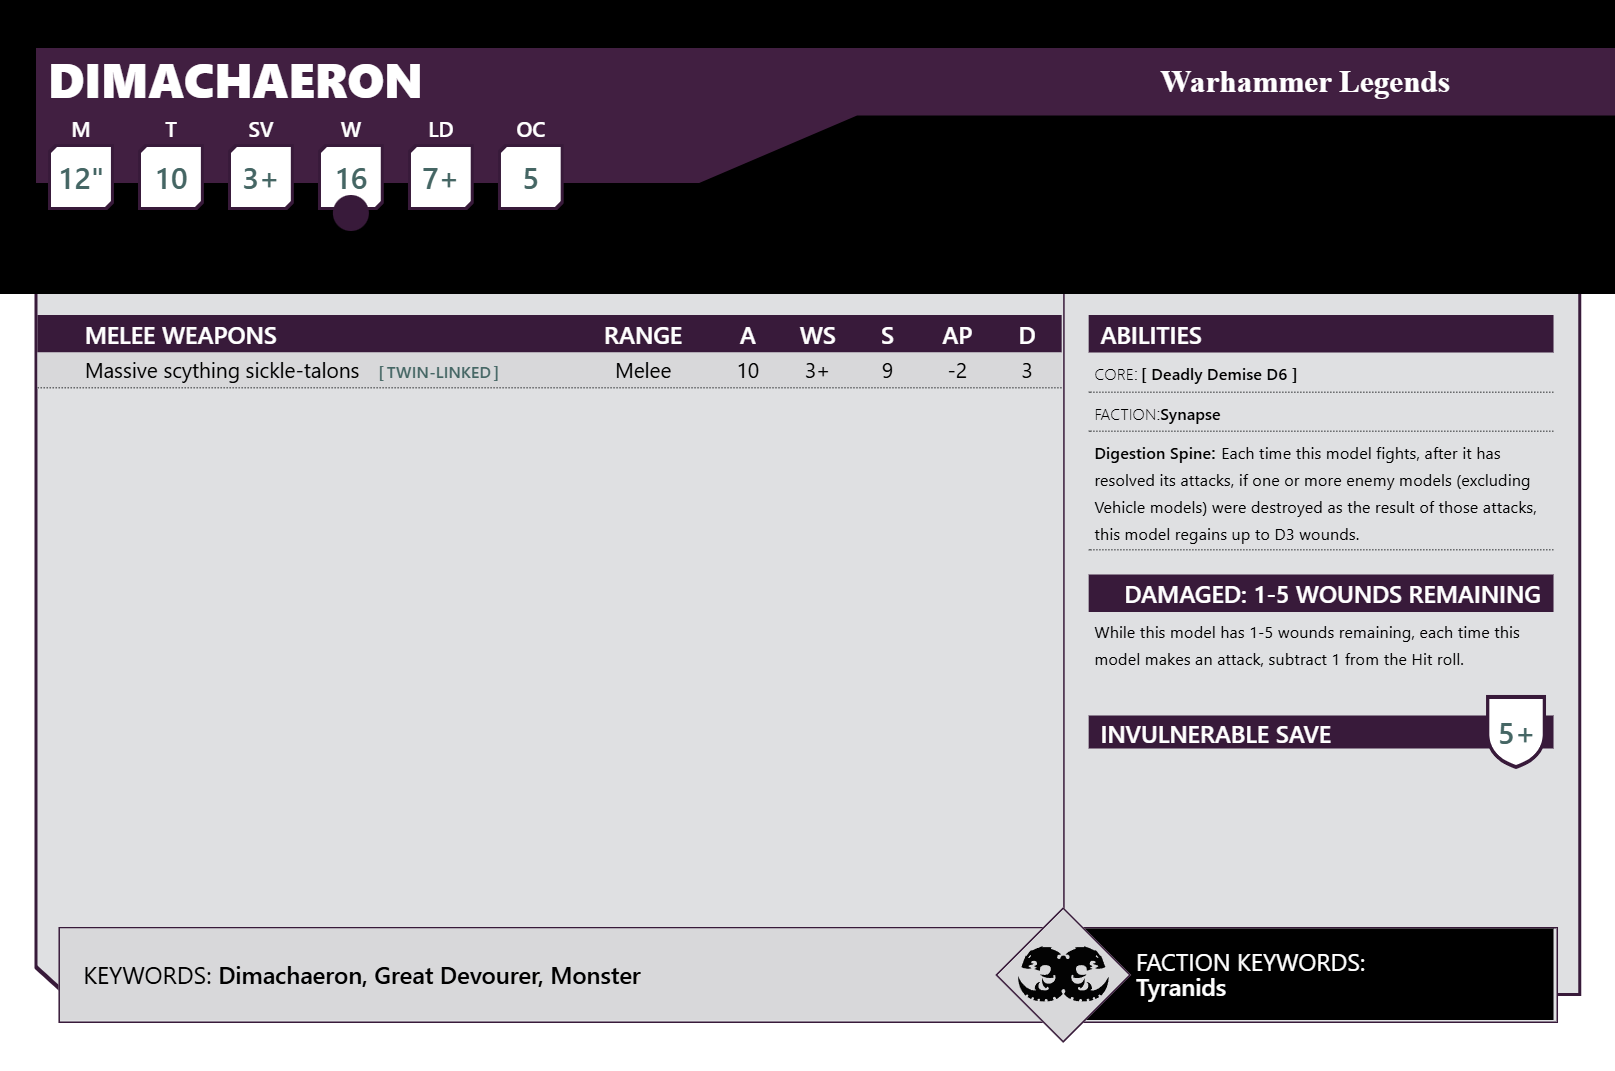 DIMACHAERON
Warhammer Legends
M T SV W LD OC
12" 10 3+ 16 7+ 5
MELEE WEAPONS RANGE A WS S AP D
Massive scything sickle-talons [TWIN-LINKED] Melee 10 3+ 9 -2 3
ABILITIES
CORE: [ Deadly Demise D6 ]
FACTION:Synapse
Digestion Spine: Each time this model fights, after it has
resolved its attacks, if one or more enemy models (excluding
Vehicle models) were destroyed as the result of those attacks,
this model regains up to D3 wounds.
DAMAGED: 1-5 WOUNDS REMAINING
While this model has 1-5 wounds remaining, each time this
model makes an attack, subtract 1 from the Hit roll.
INVULNERABLE SAVE 5+
KEYWORDS: Dimachaeron, Great Devourer, Monster
FACTION KEYWORDS:
Tyranids